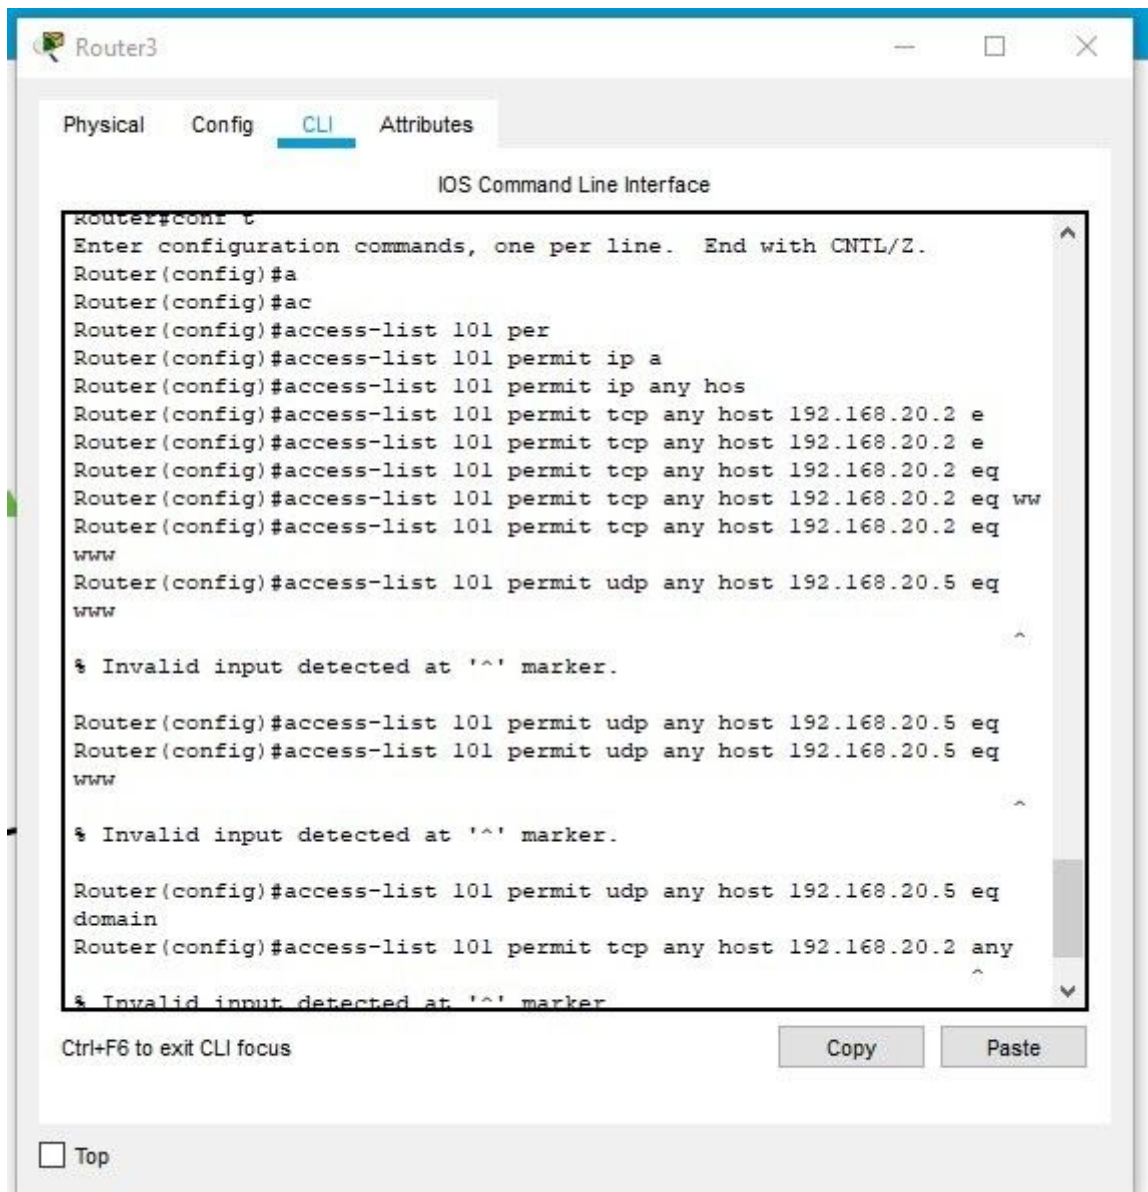 Router3
Physical Config CLI Attributes
IOS Command Line Interface
Router#conf t
Enter configuration commands, one per line.  End with CNTL/Z.
Router(config)#a
Router(config)#ac
Router(config)#access-list 101 per
Router(config)#access-list 101 permit ip a
Router(config)#access-list 101 permit ip any hos
Router(config)#access-list 101 permit tcp any host 192.168.20.2 e
Router(config)#access-list 101 permit tcp any host 192.168.20.2 e
Router(config)#access-list 101 permit tcp any host 192.168.20.2 eq
Router(config)#access-list 101 permit tcp any host 192.168.20.2 eq ww
Router(config)#access-list 101 permit tcp any host 192.168.20.2 eq
www
Router(config)#access-list 101 permit udp any host 192.168.20.5 eq
www
^
% Invalid input detected at '^' marker.
Router(config)#access-list 101 permit udp any host 192.168.20.5 eq
Router(config)#access-list 101 permit udp any host 192.168.20.5 eq
www
^
% Invalid input detected at '^' marker.
Router(config)#access-list 101 permit udp any host 192.168.20.5 eq
domain
Router(config)#access-list 101 permit tcp any host 192.168.20.2 any
^
% Invalid input detected at '^' marker
Ctrl+F6 to exit CLI focus
Copy Paste
Top